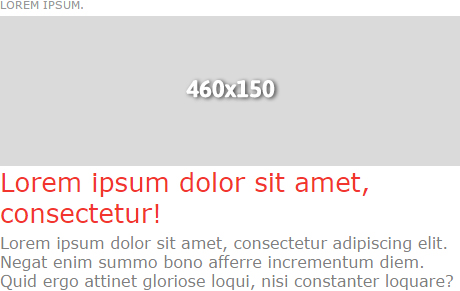 LOREM IPSUM.
460x150
Lorem ipsum dolor sit amet,
consectetur!
Lorem ipsum dolor sit amet, consectetur adipiscing elit.
Negat enim summo bono afferre incrementum diem.
Quid ergo attinet gloriose loqui, nisi constanter loquare?